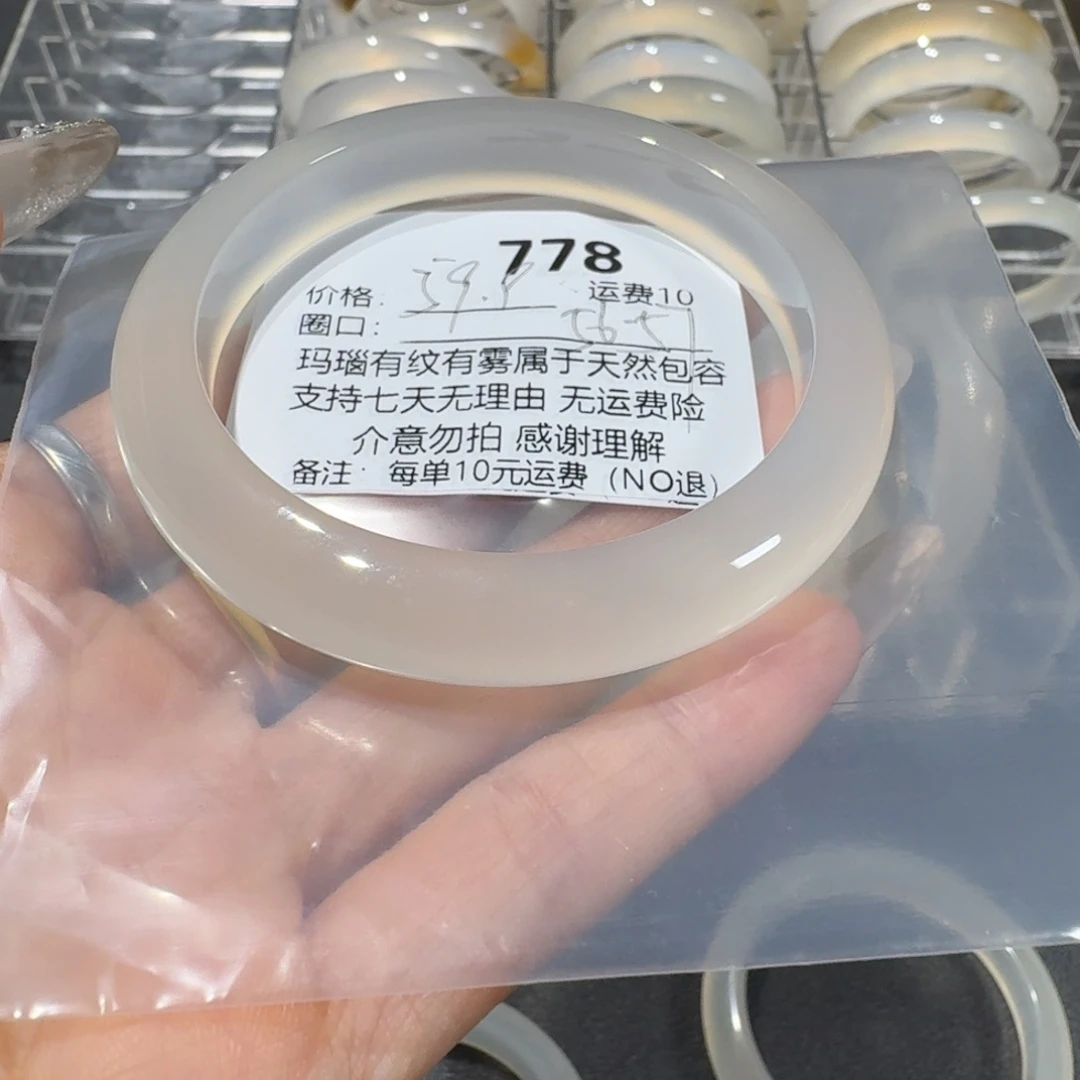 778
价格: 59.8 运费10
圈口:
玛瑙有纹有雾属于天然包容
支持七天无理由 无运费险
介意勿拍 感谢理解
备注: 每单10元运费 (NO退)